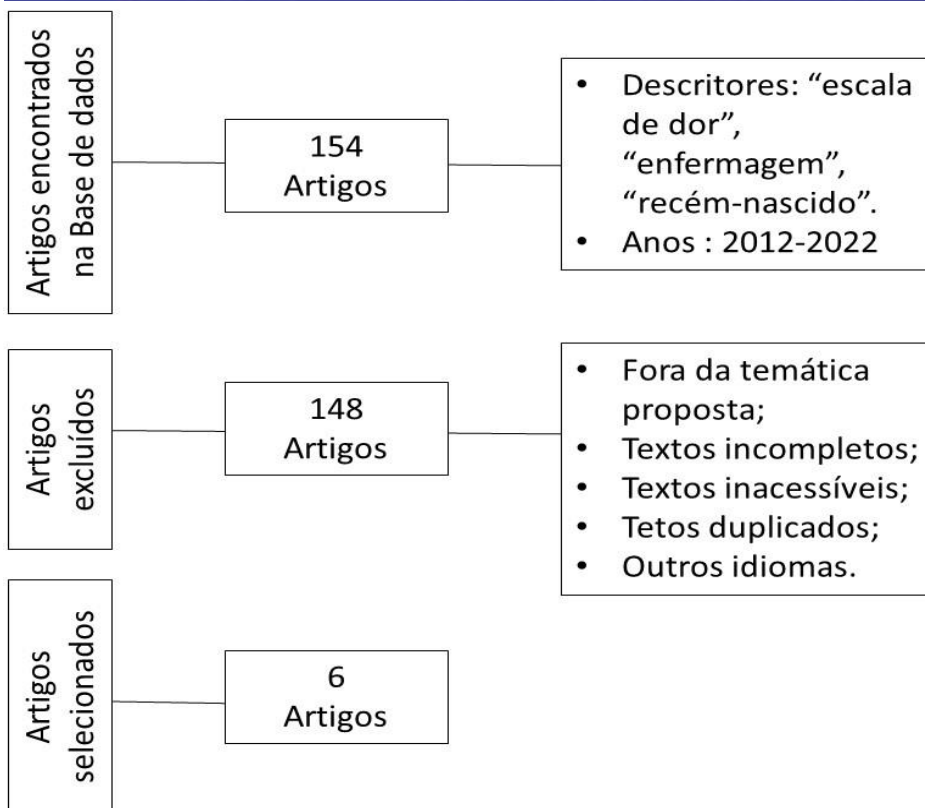 Artigos encontrados
na Base de dados
154
Artigos
• Descritores: “escala
de dor”,
“enfermagem”,
“recém-nascido”.
• Anos : 2012-2022
Artigos
excluídos
148
Artigos
• Fora da temática
proposta;
• Textos incompletos;
• Textos inacessíveis;
• Tetos duplicados;
• Outros idiomas.
Artigos
selecionados
6
Artigos